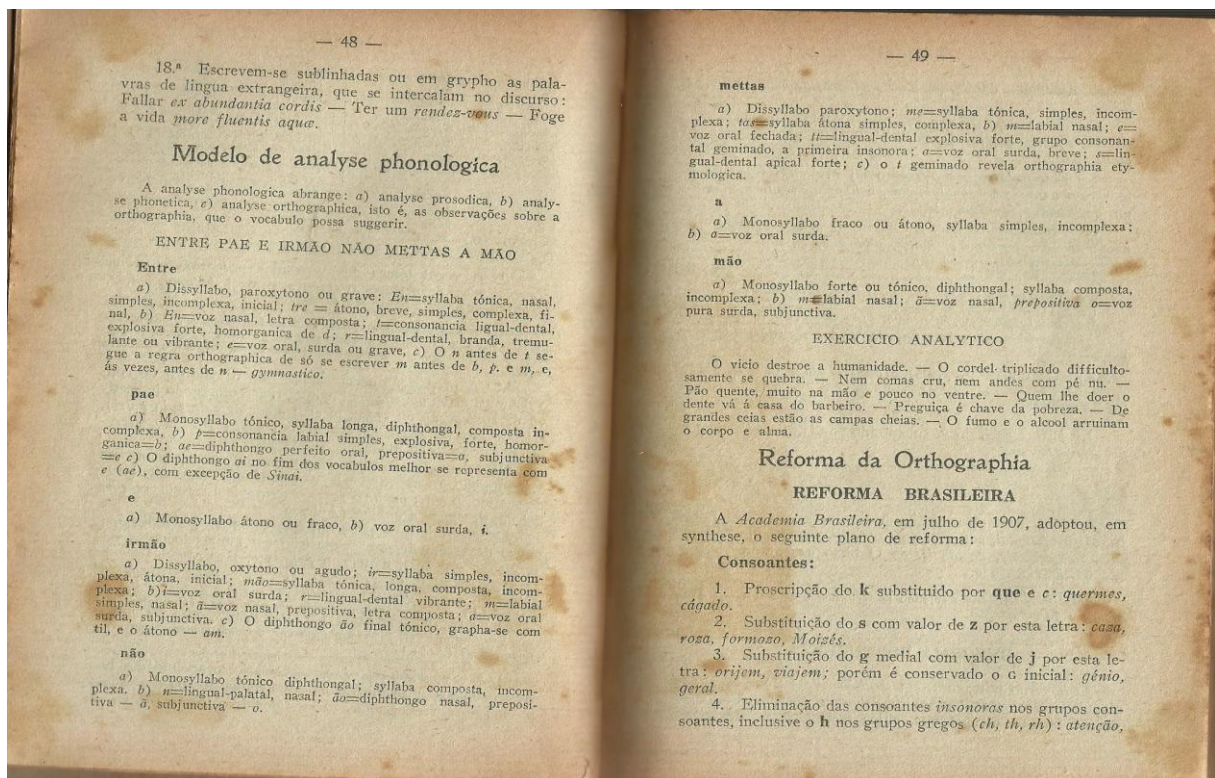 — 48 —
18.ª Escrevem-se sublinhadas ou em grypho as pala-
vras de lingua extrangeira, que se intercalam no discurso:
Fallar ex abundantia cordis — Ter um rendez-vous — Foge
a vida more fluentis aquæ.
Modelo de analyse phonologica
A analyse phonologica abrange: a) analyse prosodica, b) analy-
se phonetica, c) analyse orthographica, isto é, as observações sobre a
orthographia. que o vocabulo possa suggerir.
ENTRE PAE E IRMÃO NÃO METTAS A MÃO
Entre
a) Dissyllabo, paroxytono ou grave: En=syllaba tónica, nasal,
simples, incomplexa, inicial; tre = átono, breve, simples, complexa, fi-
nal, b) En=voz nasal, letra composta; t=consonancia ligual-dental,
explosiva forte, homorganica de d; r=lingual-dental, branda, tremu-
lante ou vibrante; e=voz oral, surda ou grave, c) O n antes de t se-
gue a regra orthographica de só se escrever m antes de b, p. e m, e,
ás vezes, antes de n — gymnastico.
pae
a) Monosyllabo tónico, syllaba longa, diphthongal, composta in-
complexa, b) p=consonancia labial simples, explosiva, forte, homor-
ganica=b; ae=diphthongo perfeito oral, prepositiva=a, subjunctiva
=e c) O diphthongo ai no fim dos vocabulos melhor se representa com
e (ae), com excepção de Sinai.
e
a) Monosyllabo átono ou fraco, b) voz oral surda, i.
irmão
a) Dissyllabo, oxytono ou agudo; ir=syllaba simples, incom-
plexa, átona, inicial; mão=syllaba tónica, longa, composta, incom-
plexa; b) i=voz oral surda; r=lingual-dental vibrante; m=labial
simples, nasal; ã=voz nasal, prepositiva, letra composta; a=voz oral
surda, subjunctiva. c) O diphthongo ão final tónico, grapha-se com
til, e o átono — am.
não
a) Monosyllabo tónico diphthongal; syllaba composta, incom-
plexa. b) n=lingual-palatal, nasal; ão=diphthongo nasal, preposi-
tiva — ã, subjunctiva — o.
— 49 —
mettas
a) Dissyllabo paroxytono; me=syllaba tónica, simples, incom-
plexa; tas=syllaba átona simples, complexa, b) m=labial nasal; e=
voz oral fechada; tt=lingual-dental explosiva forte, grupo consonan-
tal geminado, a primeira insonora; a=voz oral surda, breve; s=lin-
gual-dental apical forte; c) o t geminado revela orthographia ety-
mologica.
a
a) Monosyllabo fraco ou átono, syllaba simples, incomplexa;
b) a=voz oral surda.
mão
a) Monosyllabo forte ou tónico, diphthongal; syllaba composta,
incomplexa; b) m=labial nasal; ã=voz nasal, prepositiva o=voz
pura surda, subjunctiva.
EXERCICIO ANALYTICO
O vicio destroe a humanidade. — O cordel triplicado difficulto-
samente se quebra. — Nem comas cru, nem andes com pé nu. —
Pão quente, muito na mão e pouco no ventre. — Quem lhe doer o
dente vá á casa do barbeiro. — Preguiça é chave da pobreza. — De
grandes ceias estão as campas cheias. — O fumo e o alcool arruinam
o corpo e alma.
Reforma da Orthographia
REFORMA BRASILEIRA
A Academia Brasileira, em julho de 1907, adoptou, em
synthese, o seguinte plano de reforma:
Consoantes:
1. Proscripção do k substituido por que e c: quermes,
cágado.
2. Substituição do s com valor de z por esta letra: caza,
roza, formozo, Moizés.
3. Substituição do g medial com valor de j por esta le-
tra: orijem, viajem; porém é conservado o G inicial: génio,
geral.
4. Eliminação das consoantes insonoras nos grupos con-
soantes, inclusive o h nos grupos gregos (ch, th, rh): atenção,